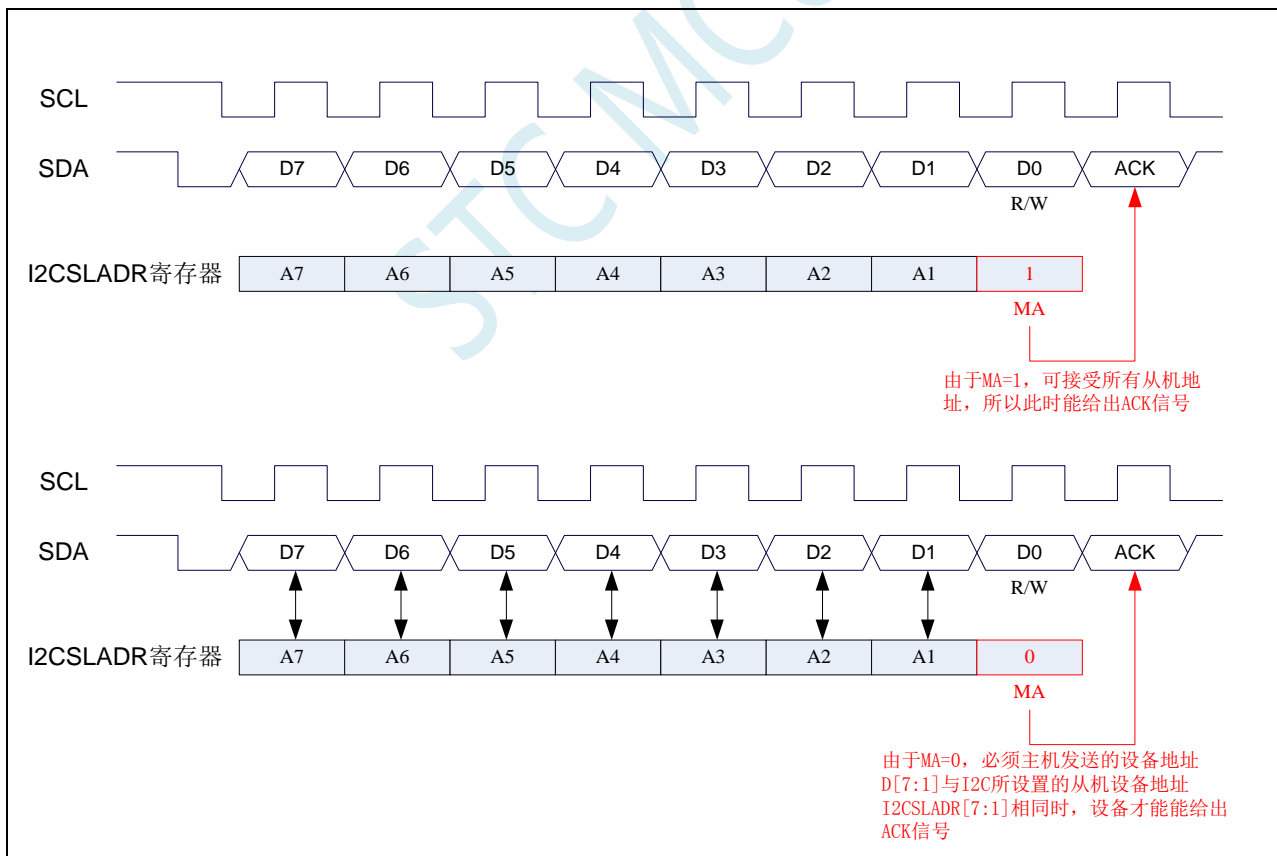 STC MCU
SCL
SDA D7 D6 D5 D4 D3 D2 D1 D0 ACK
R/W
I2CSLADR寄存器 A7 A6 A5 A4 A3 A2 A1 1
MA
由于MA=1，可接受所有从机地
址，所以此时能给出ACK信号
SCL
SDA D7 D6 D5 D4 D3 D2 D1 D0 ACK
R/W
I2CSLADR寄存器 A7 A6 A5 A4 A3 A2 A1 0
MA
由于MA=0，必须主机发送的设备地址
D[7:1]与I2C所设置的从机设备地址
I2CSLADR[7:1]相同时，设备才能能给出
ACK信号